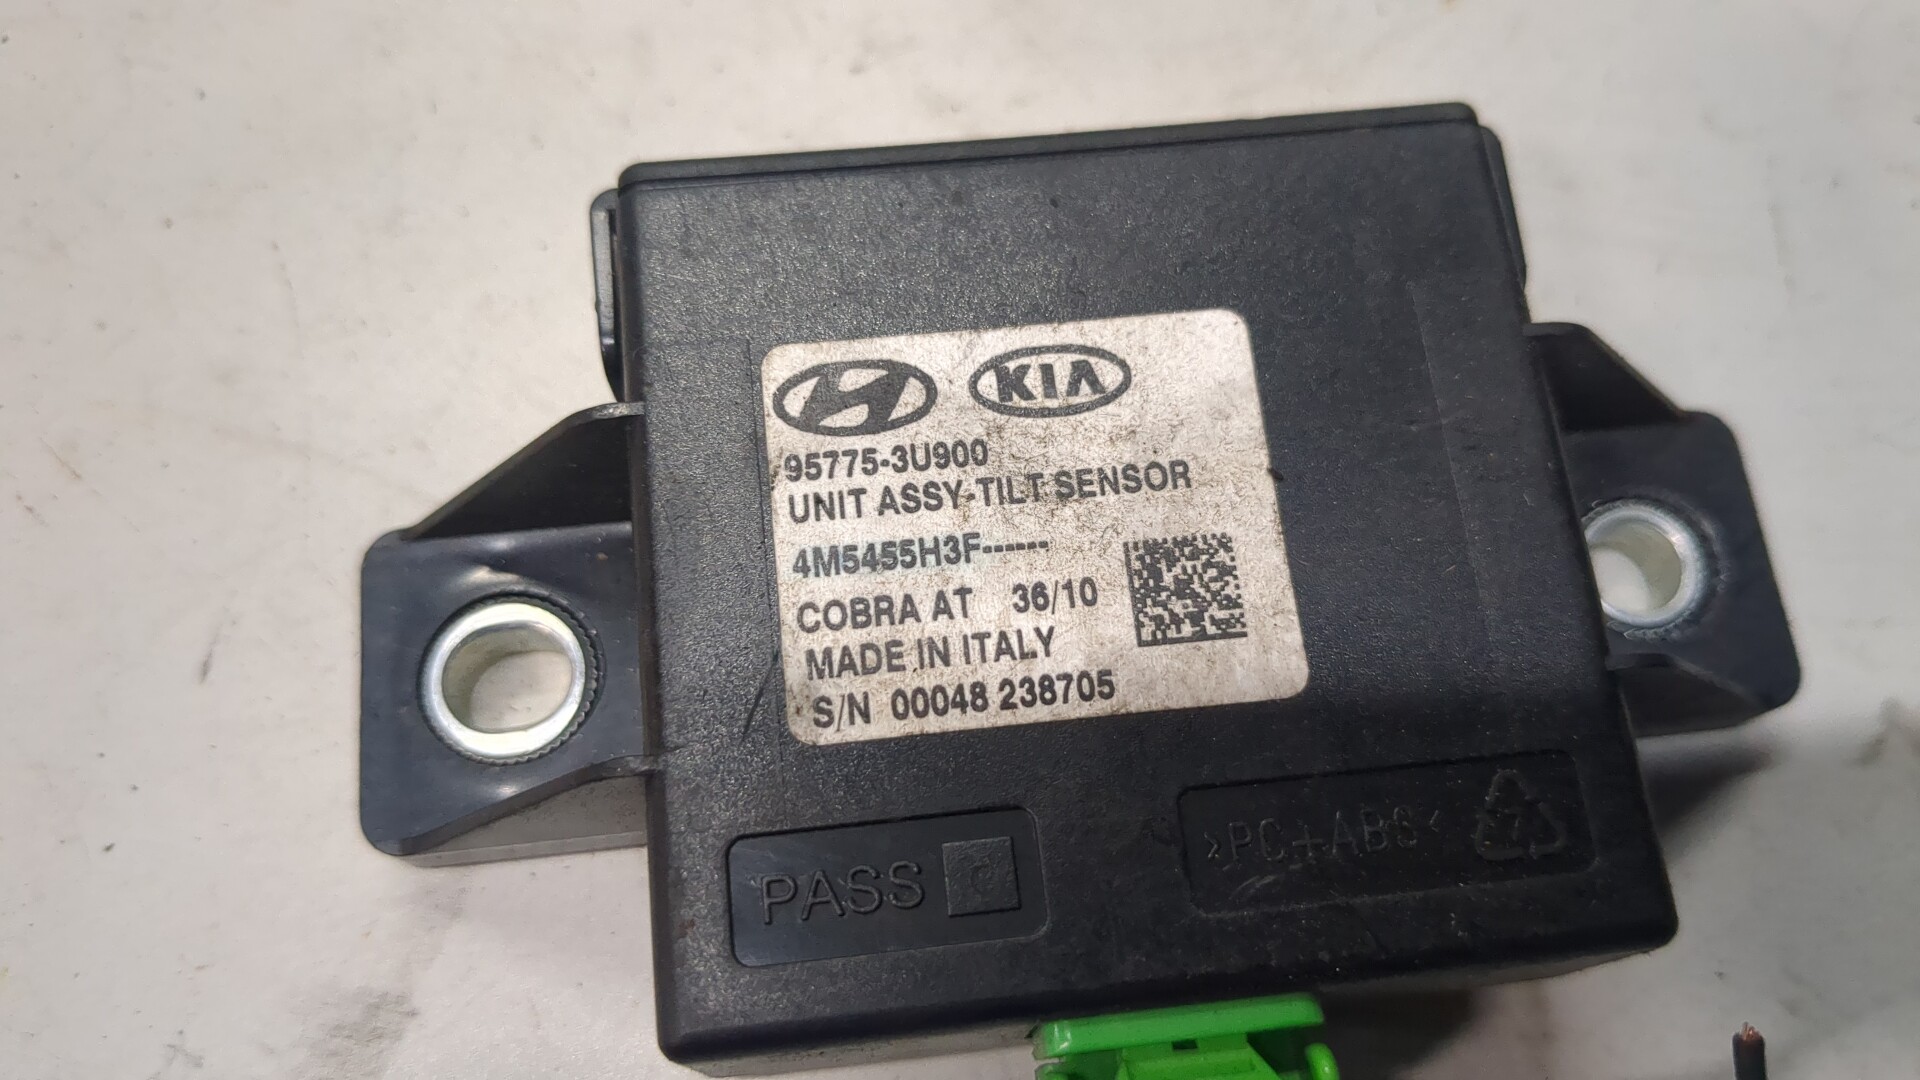 KIA
95775-3U900
UNIT ASSY-TILT SENSOR
4M5455H3F------
COBRA AT 36/10
MADE IN ITALY
S/N 00048 238705
PASS
>PC+ABS< 7